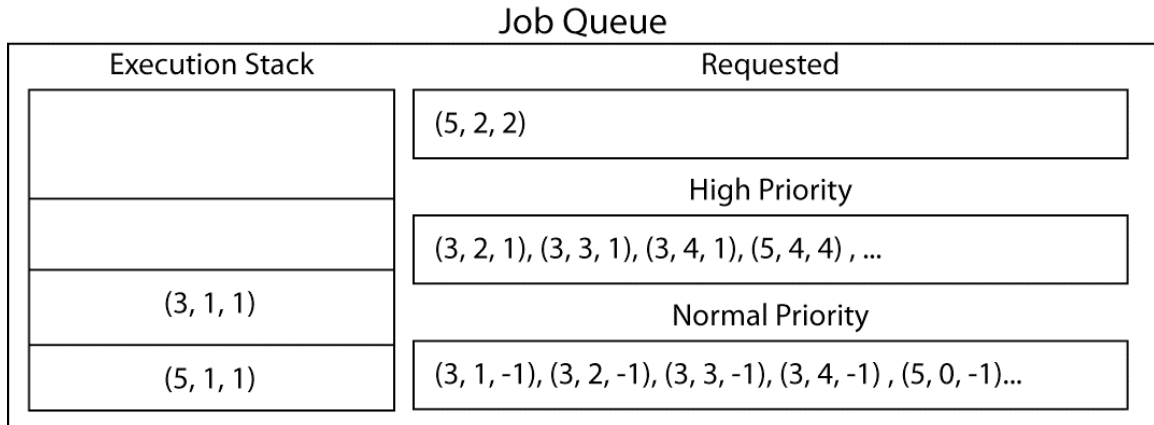 Job Queue
Execution Stack
(3, 1, 1)
(5, 1, 1)
Requested
(5, 2, 2)
High Priority
(3, 2, 1), (3, 3, 1), (3, 4, 1), (5, 4, 4) , ...
Normal Priority
(3, 1, -1), (3, 2, -1), (3, 3, -1), (3, 4, -1) , (5, 0, -1)...